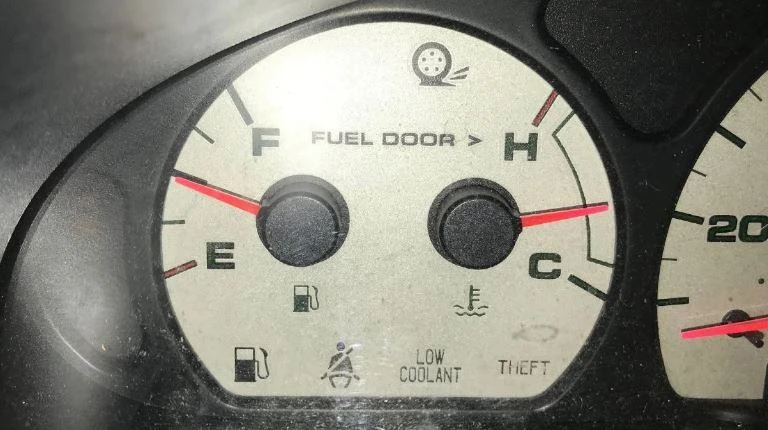 F FUEL DOOR > H
E C
20
LOW
COOLANT
THEFT